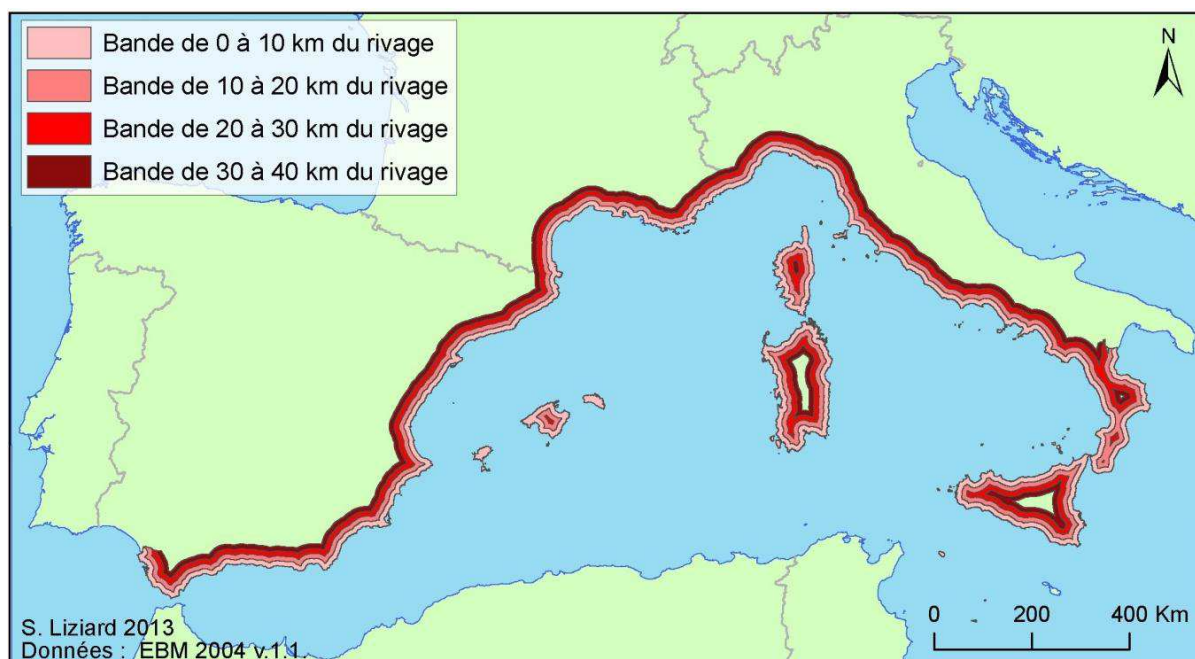 Bande de 0 à 10 km du rivage
Bande de 10 à 20 km du rivage
Bande de 20 à 30 km du rivage
Bande de 30 à 40 km du rivage
N
S. Liziard 2013
Données : EBM 2004 v.1.1.
0 200 400 Km